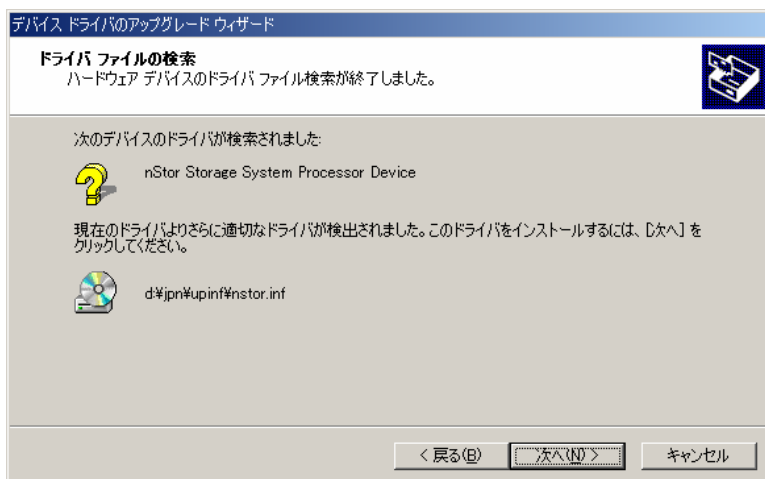 デバイス ドライバのアップグレード ウィザード
ドライバ ファイルの検索
ハードウェア デバイスのドライバ ファイル検索が終了しました。
次のデバイスのドライバが検索されました:
nStor Storage System Processor Device
現在のドライバよりさらに適切なドライバが検出されました。このドライバをインストールするには、[次へ] を
クリックしてください。
d:¥jpn¥upinf¥nstor.inf
< 戻る(B)
次へ(N) >
キャンセル